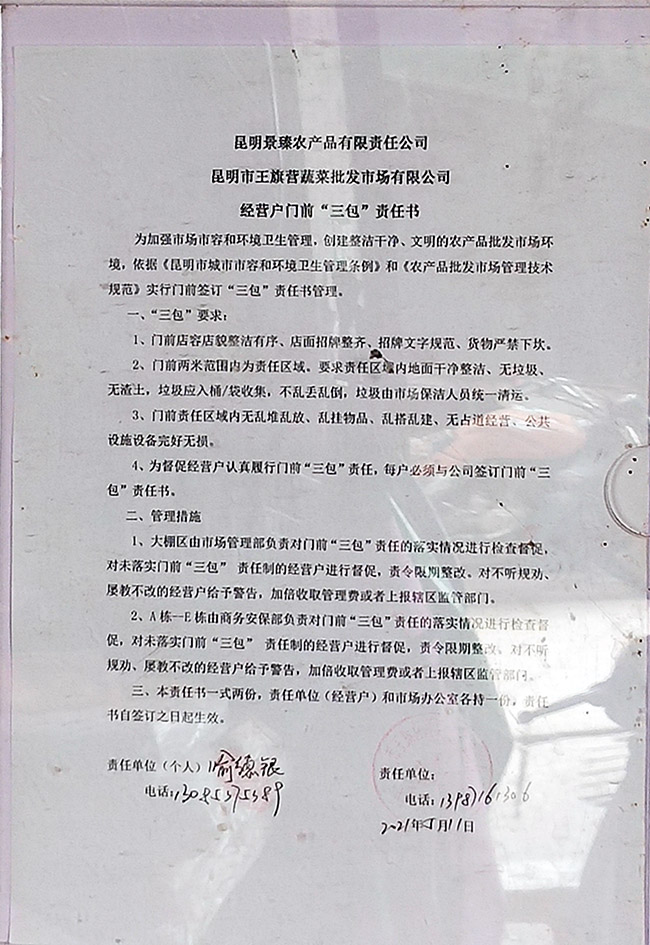 昆明景臻农产品有限责任公司
昆明市王旗营蔬菜批发市场有限公司
经营户门前“三包”责任书
为加强市场市容和环境卫生管理，创建整洁干净、文明的农产品批发市场环
境，依据《昆明市城市市容和环境卫生管理条例》和《农产品批发市场管理技术
规范》实行门前签订“三包”责任书管理。
一、“三包”要求：
1、门前店容店貌整洁有序、店面招牌整齐、招牌文字规范、货物严禁下坎。
2、门前两米范围内为责任区域。要求责任区域内地面干净整洁、无垃圾、
无渣土，垃圾应入桶/袋收集，不乱丢乱倒，垃圾由市场保洁人员统一清运。
3、门前责任区域内无乱堆乱放、乱挂物品、乱搭乱建、无占道经营、公共
设施设备完好无损。
4、为督促经营户认真履行门前“三包”责任，每户必须与公司签订门前“三
包”责任书。
二、管理措施
1、大棚区由市场管理部负责对门前“三包”责任的落实情况进行检查督促，
对未落实门前“三包” 责任制的经营户进行督促，责令限期整改。对不听规劝、
屡教不改的经营户给予警告，加倍收取管理费或者上报辖区监管部门。
2、A 栋--E 栋由商务安保部负责对门前“三包”责任的落实情况进行检查督
促，对未落实门前“三包” 责任制的经营户进行督促，责令限期整改。对不听
规劝、屡教不改的经营户给予警告，加倍收取管理费或者上报辖区监管部门。
三、本责任书一式两份，责任单位（经营户）和市场办公室各持一份，责任
书自签订之日起生效。
责任单位（个人）喻德银 责任单位：
电话: 电话:
2021年5月11日